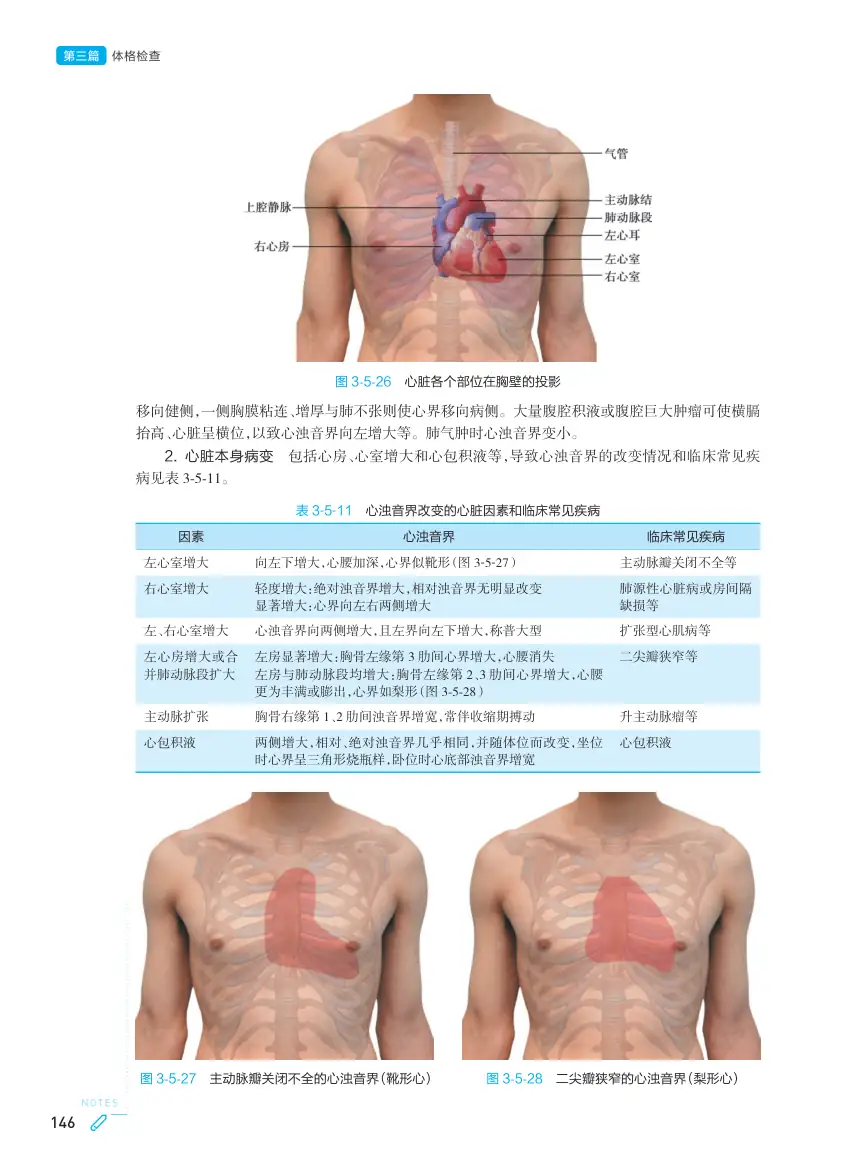 第三篇 体格检查
气管
主动脉结
上腔静脉
肺动脉段
左心耳
右心房
左心室
右心室
图 3-5-26 心脏各个部位在胸壁的投影
移向健侧,一侧胸膜粘连、增厚与肺不张则使心界移向病侧。大量腹腔积液或腹腔巨大肿瘤可使横膈
抬高、心脏呈横位,以致心浊音界向左增大等。肺气肿时心浊音界变小。
2. 心脏本身病变 包括心房、心室增大和心包积液等,导致心浊音界的改变情况和临床常见疾
病见表 3-5-11。
表 3-5-11 心浊音界改变的心脏因素和临床常见疾病
因素 心浊音界 临床常见疾病
左心室增大 向左下增大,心腰加深,心界似靴形(图 3-5-27) 主动脉瓣关闭不全等
右心室增大 轻度增大:绝对浊音界增大,相对浊音界无明显改变 肺源性心脏病或房间隔
显著增大:心界向左右两侧增大 缺损等
左、右心室增大 心浊音界向两侧增大,且左界向左下增大,称普大型 扩张型心肌病等
左心房增大或合 左房显著增大:胸骨左缘第 3 肋间心界增大,心腰消失 二尖瓣狭窄等
并肺动脉段扩大 左房与肺动脉段均增大:胸骨左缘第 2、3 肋间心界增大,心腰
更为丰满或膨出,心界如梨形(图 3-5-28)
主动脉扩张 胸骨右缘第 1、2 肋间浊音界增宽,常伴收缩期搏动 升主动脉瘤等
心包积液 两侧增大,相对、绝对浊音界几乎相同,并随体位而改变,坐位 心包积液
时心界呈三角形烧瓶样,卧位时心底部浊音界增宽
图 3-5-27 主动脉瓣关闭不全的心浊音界(靴形心)
图 3-5-28 二尖瓣狭窄的心浊音界(梨形心)
NOTES
146